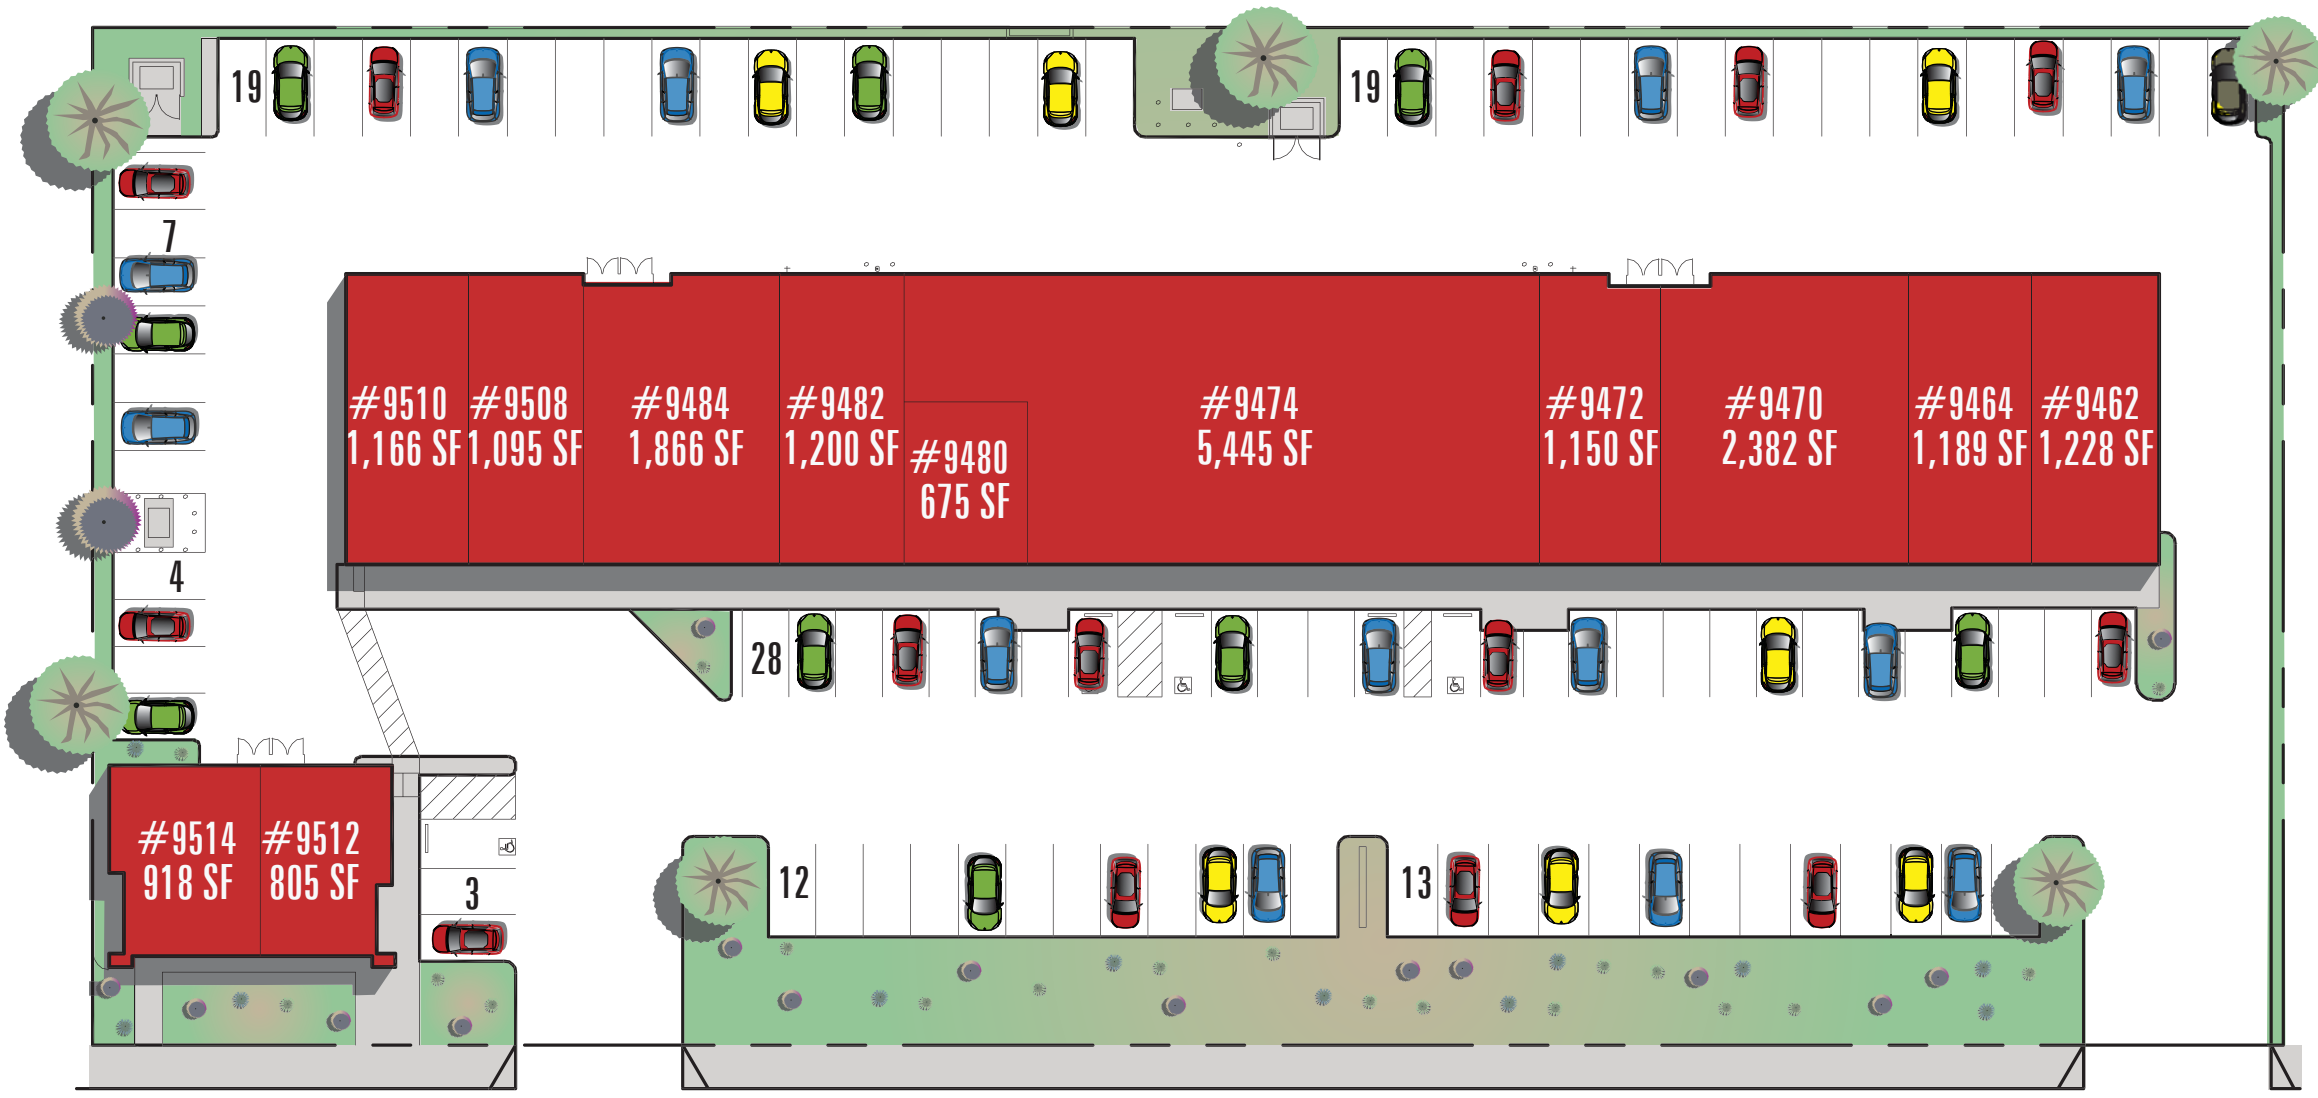 19
19
7
#9510
1,166 SF
#9508
1,095 SF
#9484
1,866 SF
#9482
1,200 SF
#9480
675 SF
#9474
5,445 SF
#9472
1,150 SF
#9470
2,382 SF
#9464
1,189 SF
#9462
1,228 SF
4
28
#9514
918 SF
#9512
805 SF
3
12
13